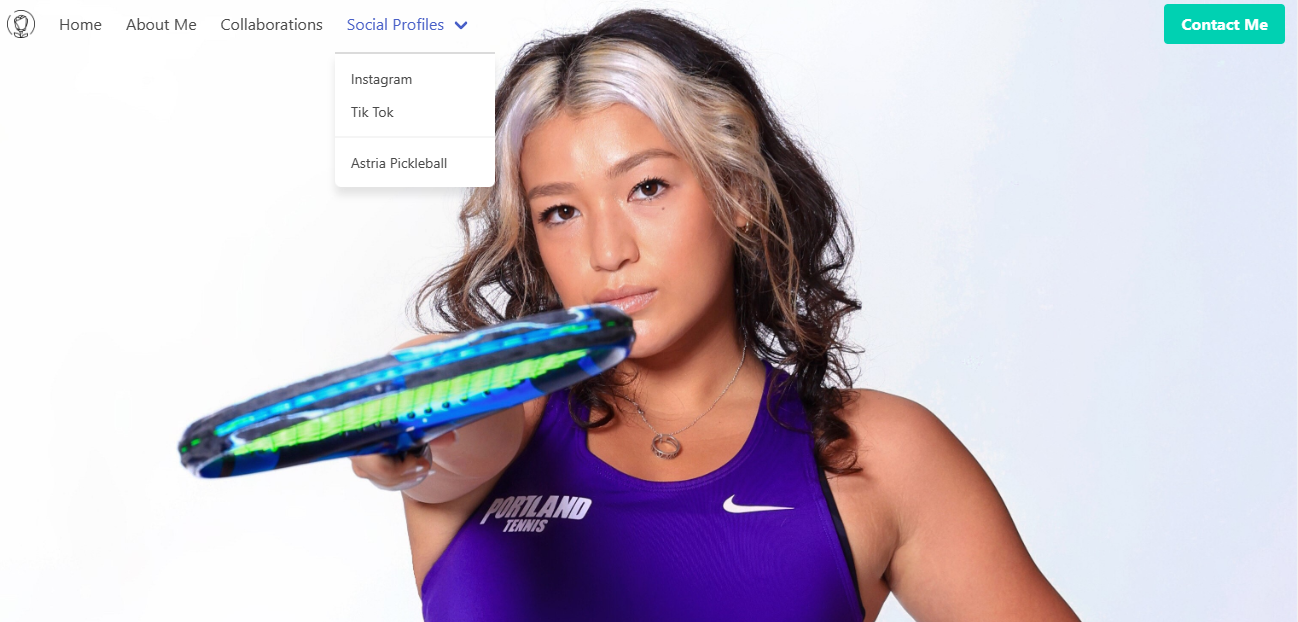 Home
About Me
Collaborations
Social Profiles
Contact Me
Instagram
Tik Tok
Astria Pickleball
PORTLAND
TENNIS